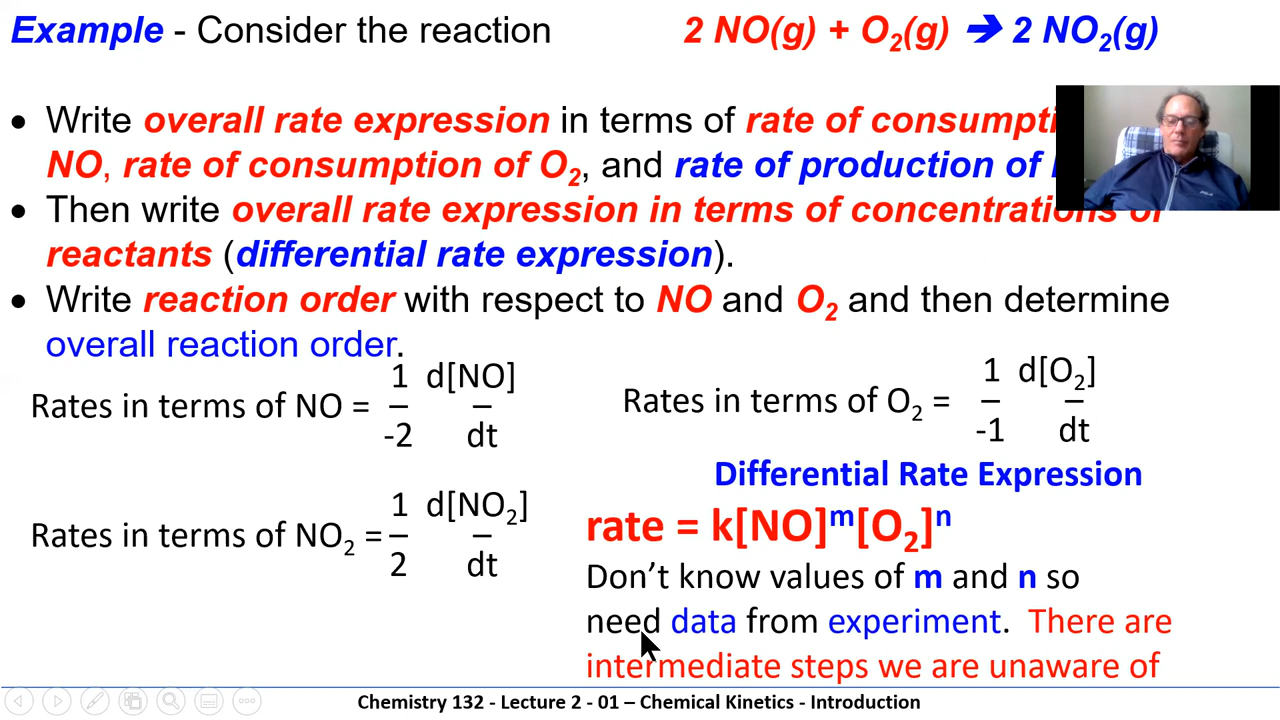 Example - Consider the reaction 2 NO(g) + O₂(g) ➔ 2 NO₂(g)
• Write overall rate expression in terms of rate of
NO, rate of consumption of O₂, and rate of production of
• Then write overall rate expression in terms of concentrations of
reactants (differential rate expression).
• Write reaction order with respect to NO and O₂ and then determine
overall reaction order.
Rates in terms of NO = 1/-2 d[NO]/dt
Rates in terms of O₂ = 1/-1 d[O₂]/dt
Rates in terms of NO₂ = 1/2 d[NO₂]/dt
Differential Rate Expression
rate = k[NO]ᵐ[O₂]ⁿ
Don't know values of m and n so
need data from experiment. There are
intermediate steps we are unaware of
Chemistry 132 - Lecture 2 - 01 – Chemical Kinetics - Introduction